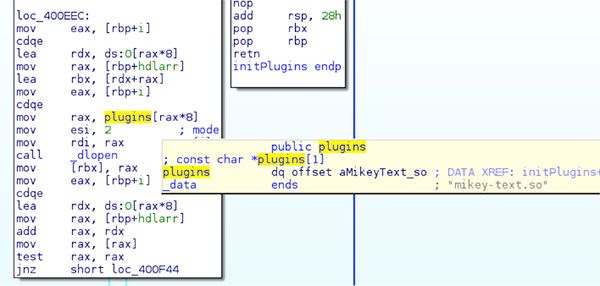 loc_400EEC:
mov eax, [rbp+i]
cdqe
lea rdx, ds:0[rax*8]
mov rax, [rbp+hdlarr]
lea rbx, [rdx+rax]
mov eax, [rbp+i]
cdqe
mov rax, plugins[rax*8]
mov esi, 2 ; mode
mov rdi, rax
call _dlopen
mov [rbx], rax
mov eax, [rbp+i]
cdqe
lea rdx, ds:0[rax*8]
mov rax, [rbp+hdlarr]
add rax, rdx
mov rax, [rax]
test rax, rax
jnz short loc_400F44
nop
add rsp, 28h
pop rbx
pop rbp
retn
initPlugins endp
public plugins
; const char *plugins[1]
plugins dq offset aMikeyText_so ; DATA XREF: initPlugins+
_data ends ; "mikey-text.so"